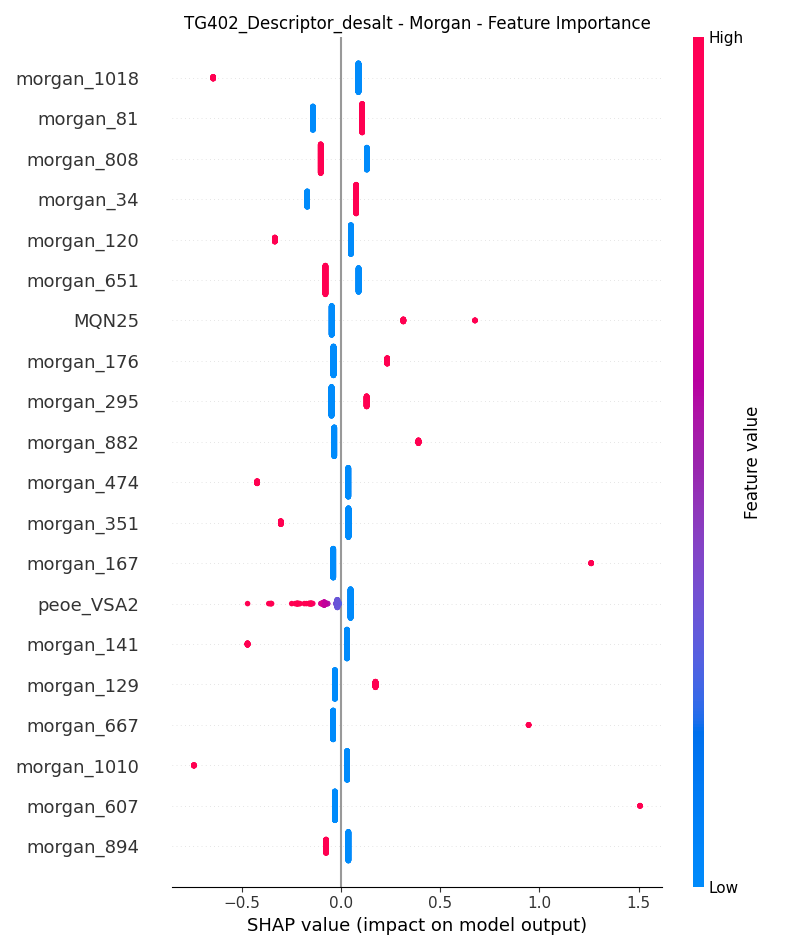 TG402_Descriptor_desalt - Morgan - Feature Importance
High
morgan_1018
morgan_81
morgan_808
morgan_34
morgan_120
morgan_651
MQN25
morgan_176
morgan_295
morgan_882
morgan_474
morgan_351
morgan_167
peoe_VSA2
morgan_141
morgan_129
morgan_667
morgan_1010
morgan_607
morgan_894
Feature value
Low
−0.5 0.0 0.5 1.0 1.5
SHAP value (impact on model output)